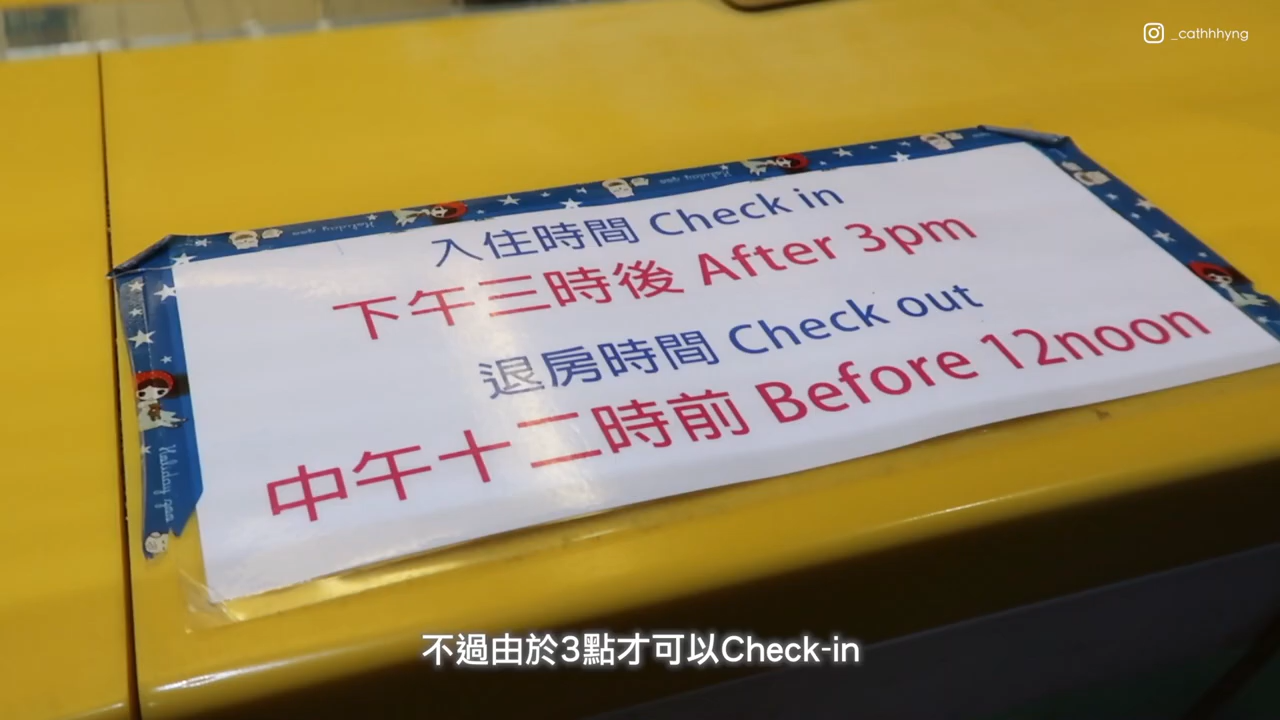 _cathhhyng
入住時間 Check in
下午三時後 After 3pm
退房時間 Check out
中午十二時前 Before 12noon
不過由於3點才可以Check-in